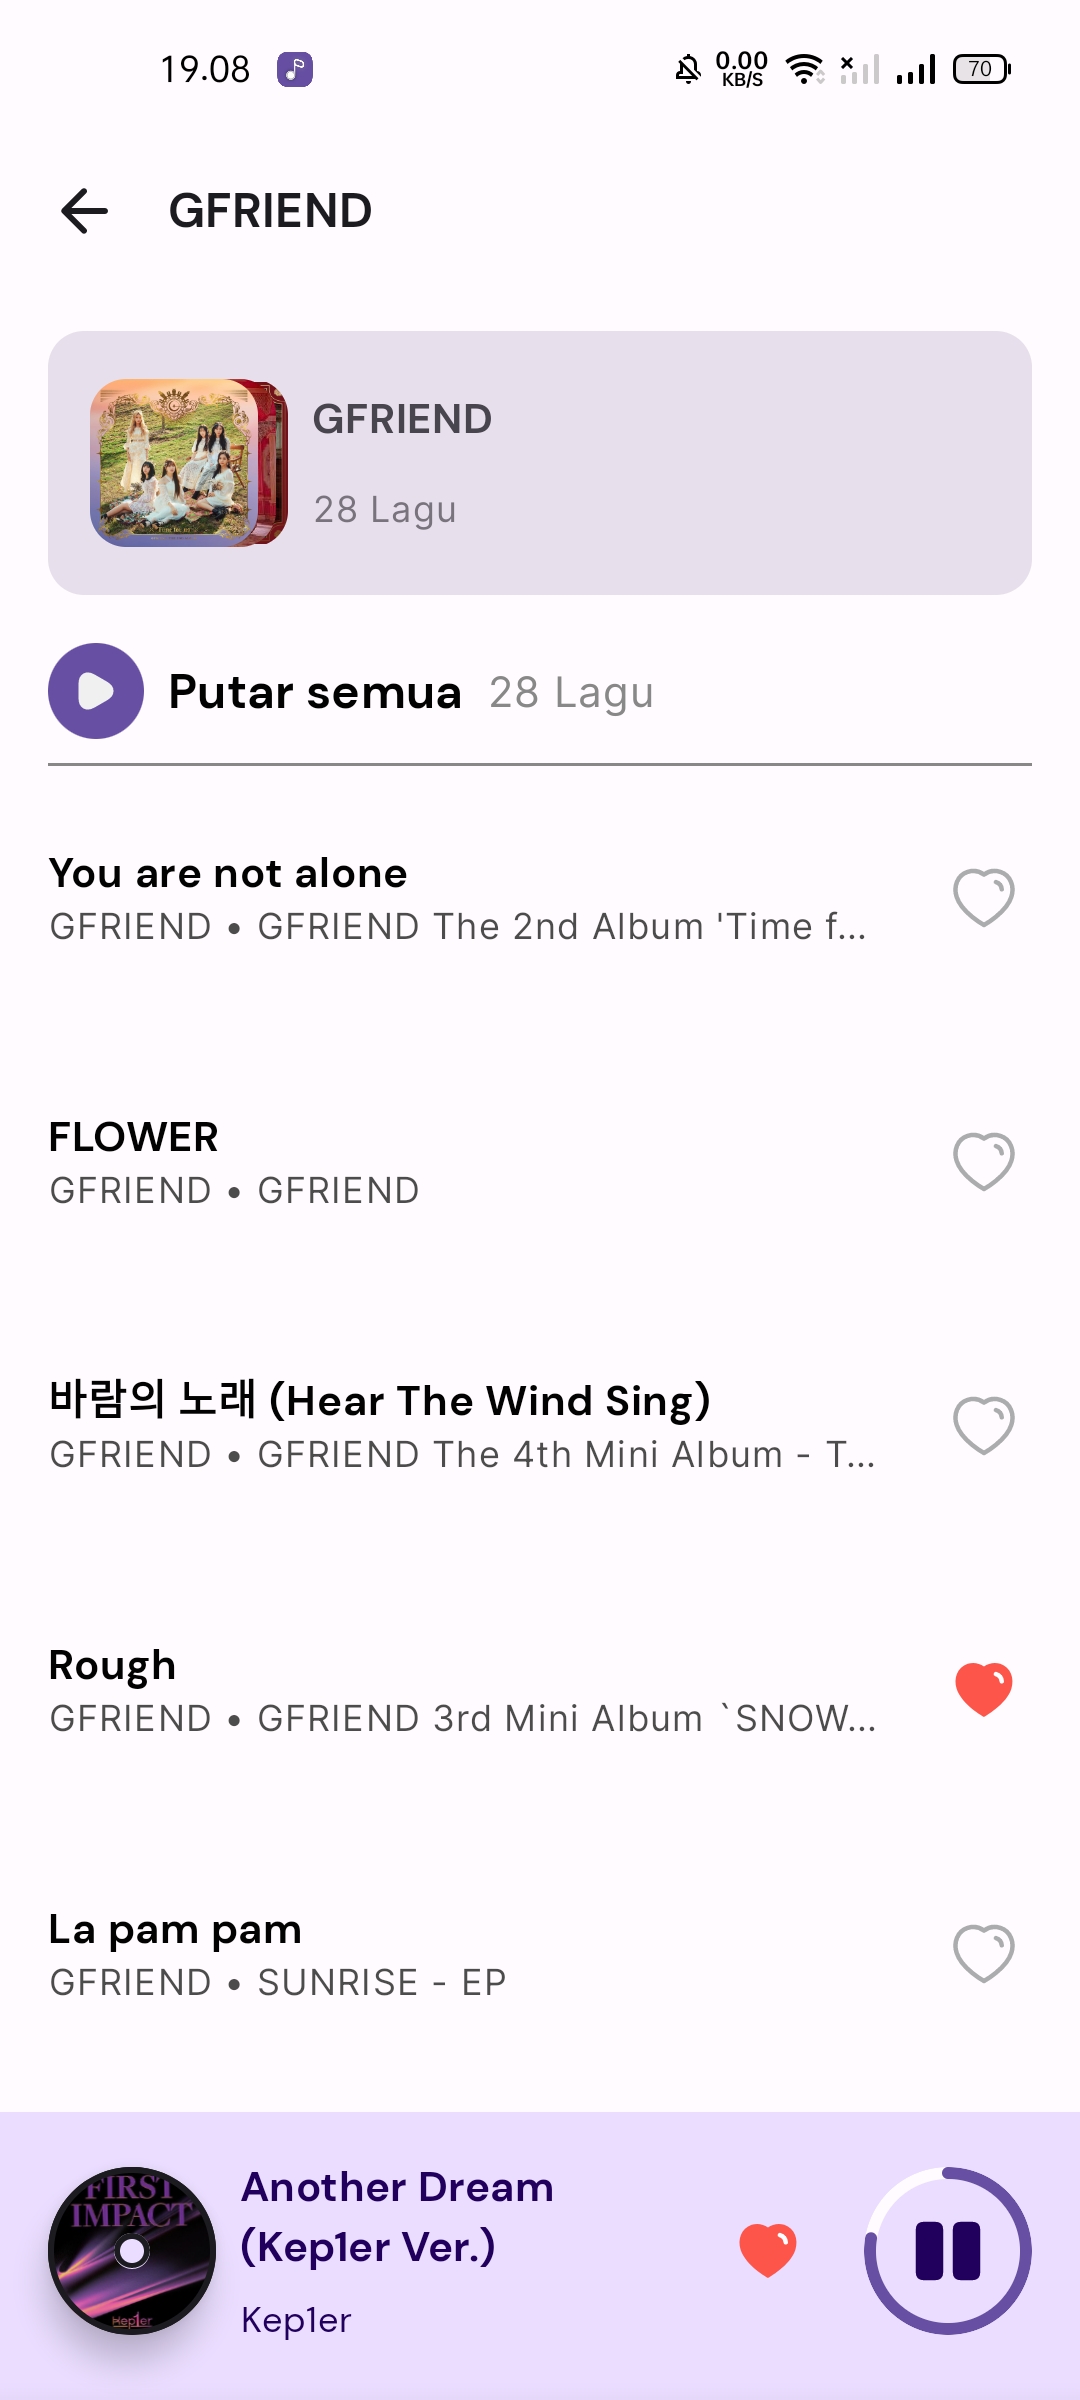 19.08
0.00
KB/S
70
GFRIEND
GFRIEND
28 Lagu
Putar semua 28 Lagu
You are not alone
GFRIEND • GFRIEND The 2nd Album 'Time f...
FLOWER
GFRIEND • GFRIEND
바람의 노래 (Hear The Wind Sing)
GFRIEND • GFRIEND The 4th Mini Album - T...
Rough
GFRIEND • GFRIEND 3rd Mini Album `SNOW...
La pam pam
GFRIEND • SUNRISE - EP
FIRST
IMPACT
Kep1er
Another Dream
(Kep1er Ver.)
Kep1er